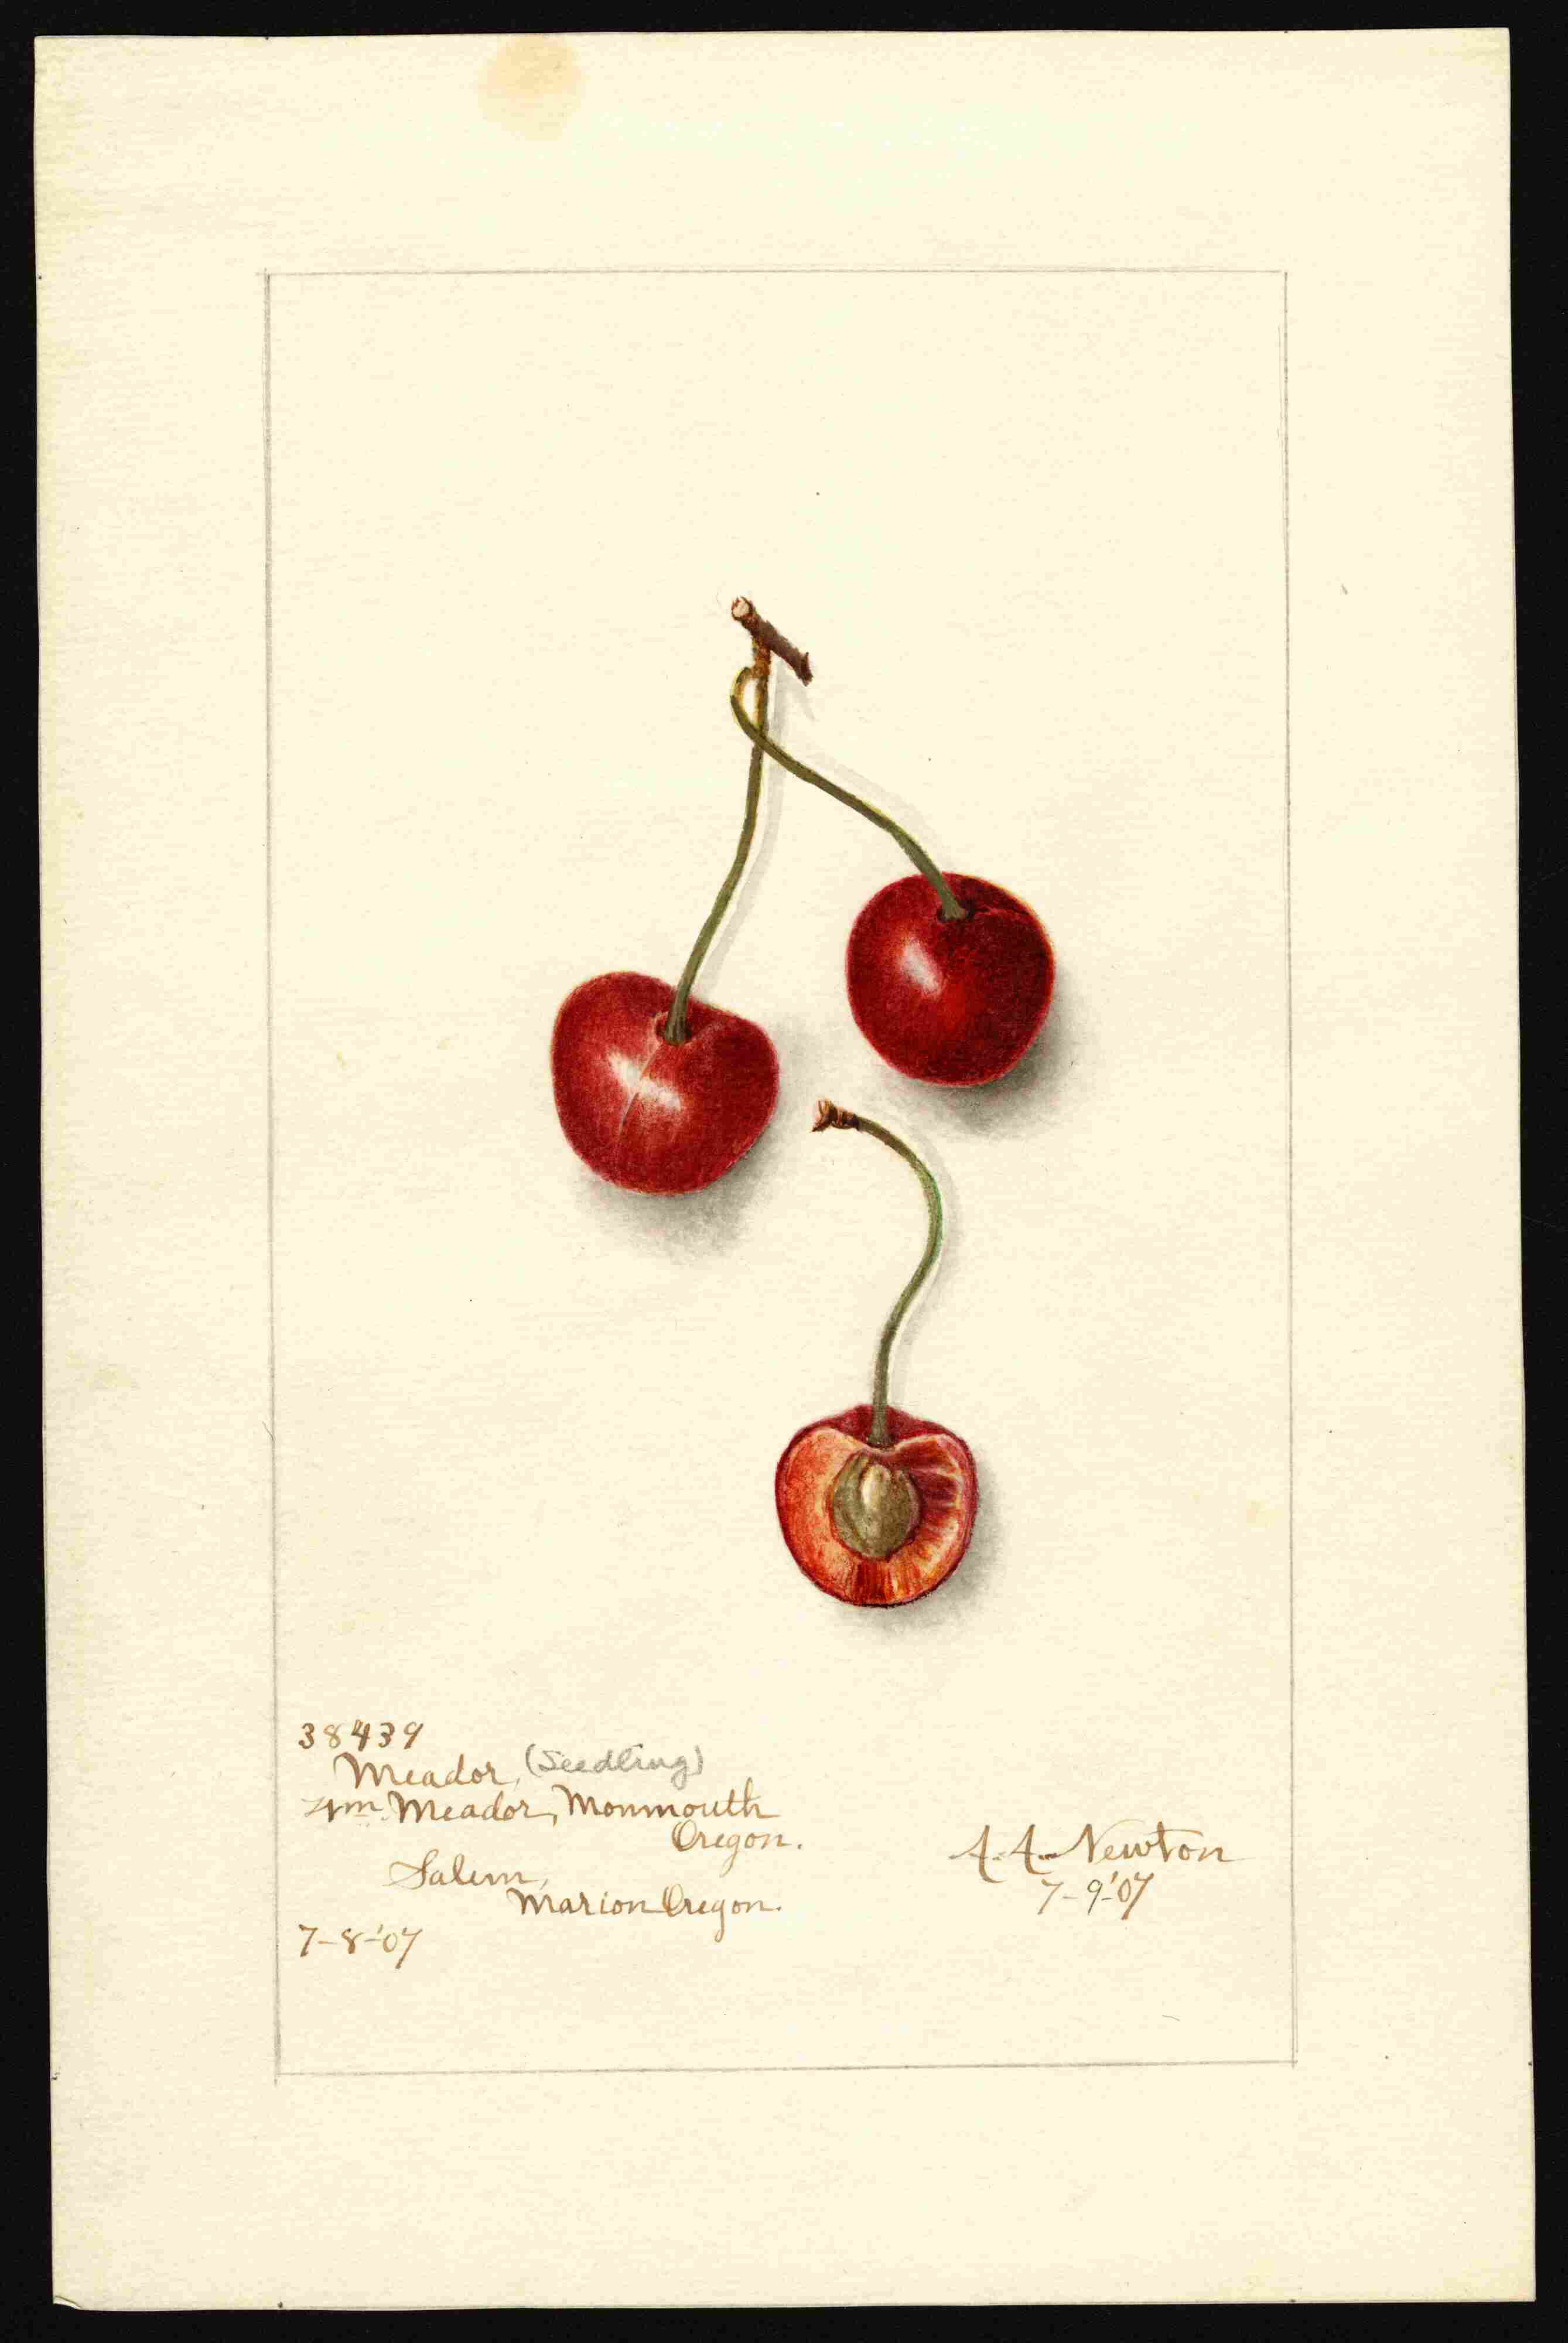 38439
Meador, (Seedling)
Wm. Meador, Monmouth
Oregon.
Salem,
Marion Oregon.
7-8-'07
A. A. Newton
7-9-'07